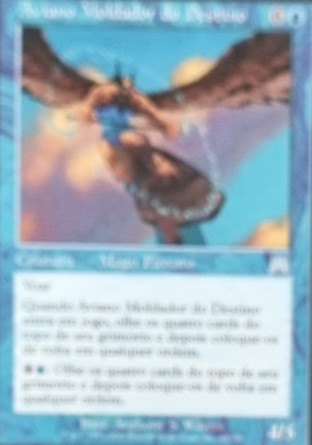 Aviano Moldador do Destino
Criatura Mago Pássaro
Voar
Quando Aviano Moldador do Destino
entra em jogo, olhe os quatro cards do
topo de seu grimório e depois coloque-os
de volta em qualquer ordem.
: Olhe os quatro cards do topo de seu
grimório e depois coloque-os de volta em
qualquer ordem.
4/5